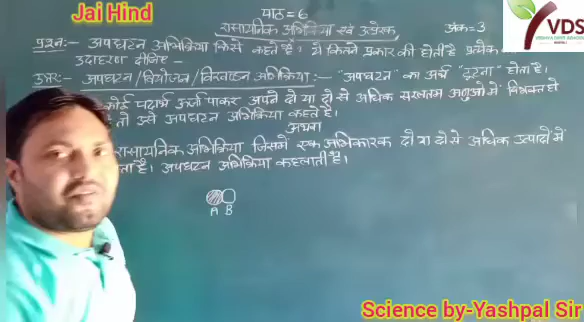 Jai Hind
पाठ = 6
रासायनिक अभिक्रिया एवं उत्प्रेरक
अंक = 3
VDS
प्रश्न:- अपघटन अभिक्रिया किसे कहते है? ये कितने प्रकार की होती है प्रत्येक
उदाहरण दीजिए -
उत्तर:- अपघटन / वियोजन / विखण्डन अभिक्रिया :- "अपघटन" का अर्थ "टूटना" होता है।
कोई पदार्थ ऊर्जा पाकर अपने दो या दो से अधिक सरलतम अणुओं में विभक्त हो
तो उसे अपघटन अभिक्रिया कहते है।
अथवा
रासायनिक अभिक्रिया जिसमें एक अभिकारक दो या दो से अधिक उत्पादों में
है। अपघटन अभिक्रिया कहलाती है।
A B
Science by-Yashpal Sir